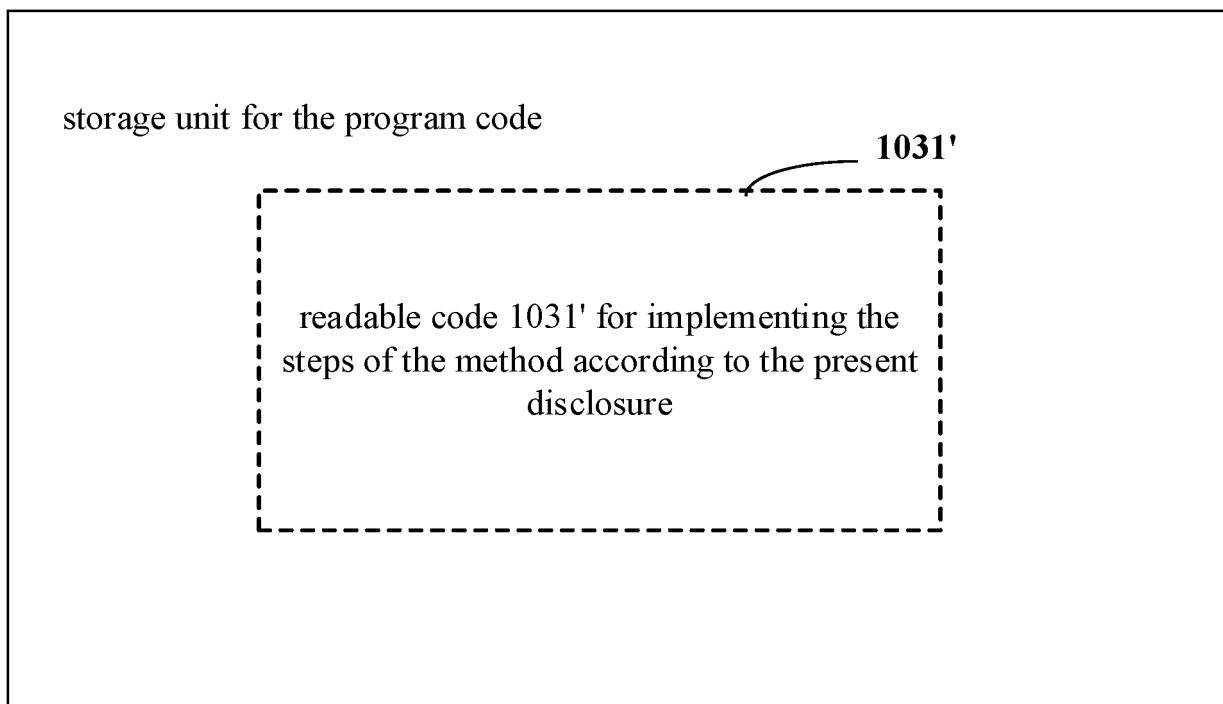 storage unit for the program code
1031'
readable code 1031' for implementing the
steps of the method according to the present
disclosure